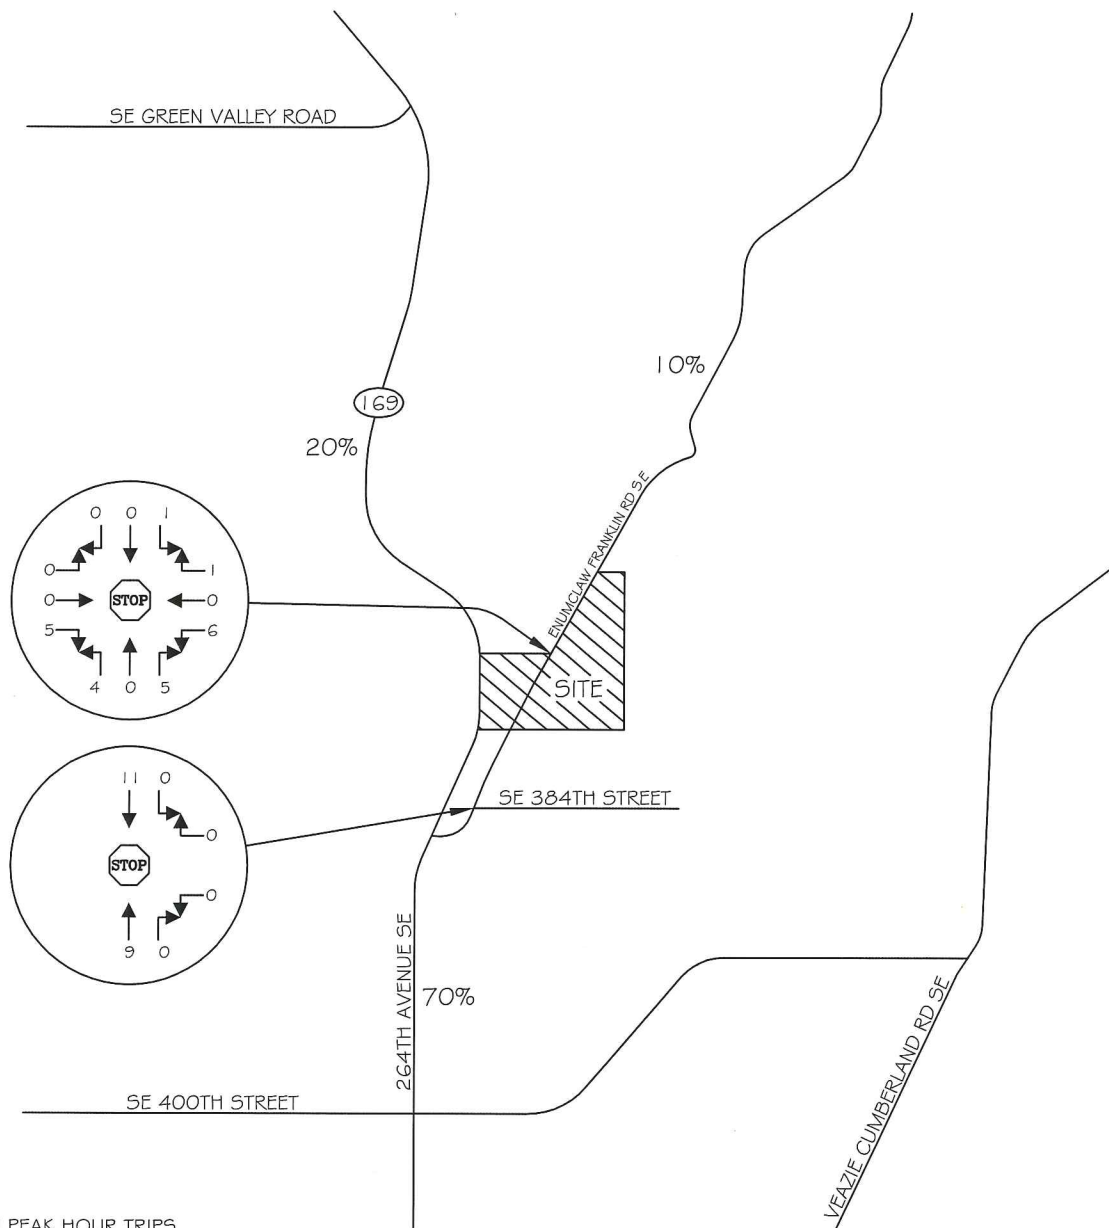 SE GREEN VALLEY ROAD
10%
169
20%
ENUMCLAW FRANKLIN RD SE
0 0 1
0 1
0 STOP 0
5 6
4 0 5
SITE
11 0
0
SE 384TH STREET
STOP
0
9 0
264TH AVENUE SE
70%
VEAZIE CUMBERLAND RD SE
SE 400TH STREET
PEAK HOUR TRIPS